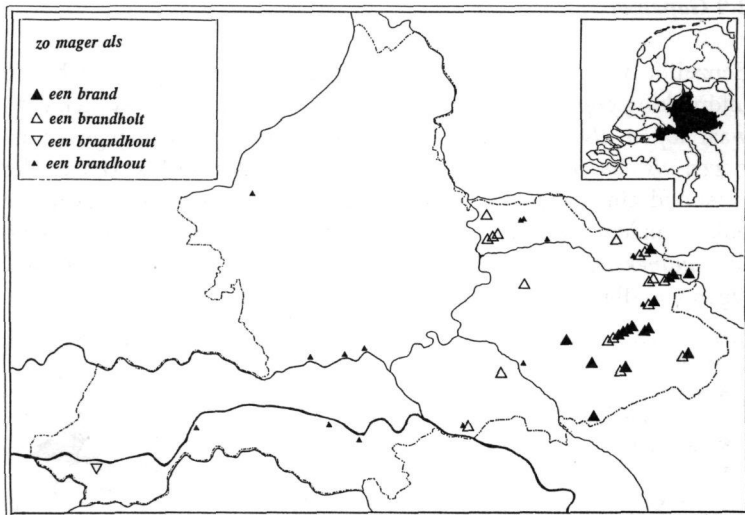 zo mager als
▲ een brand
△ een brandholt
▽ een braandhout
▲ een brandhout